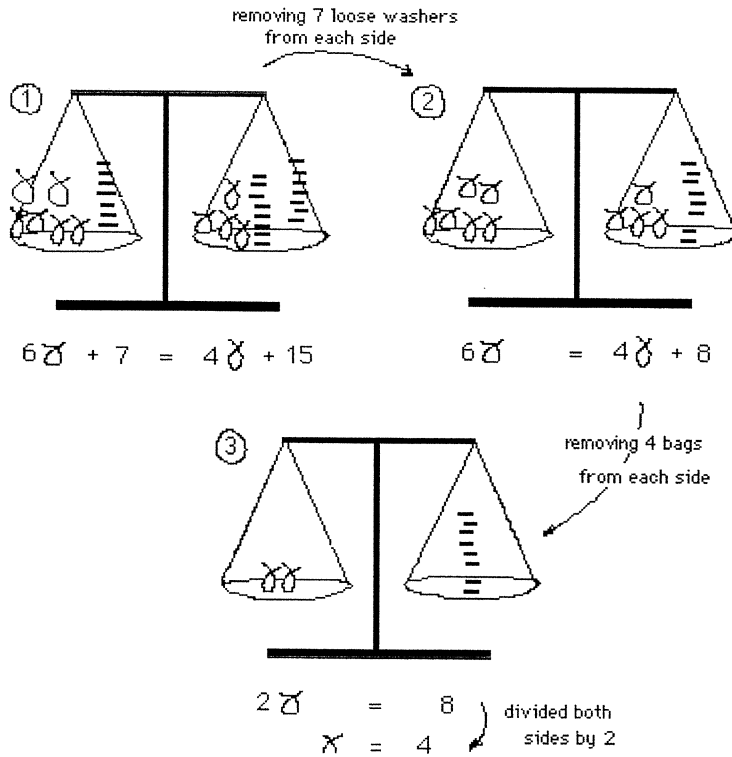 removing 7 loose washers
from each side
1
2
6 + 7 = 4 + 15
6 = 4 + 8
removing 4 bags
from each side
3
2 = 8
= 4
divided both
sides by 2